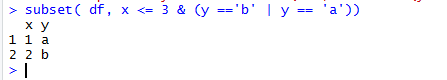 > subset( df, x <= 3 & (y =='b' | y == 'a'))
  x y
1 1 a
2 2 b
>